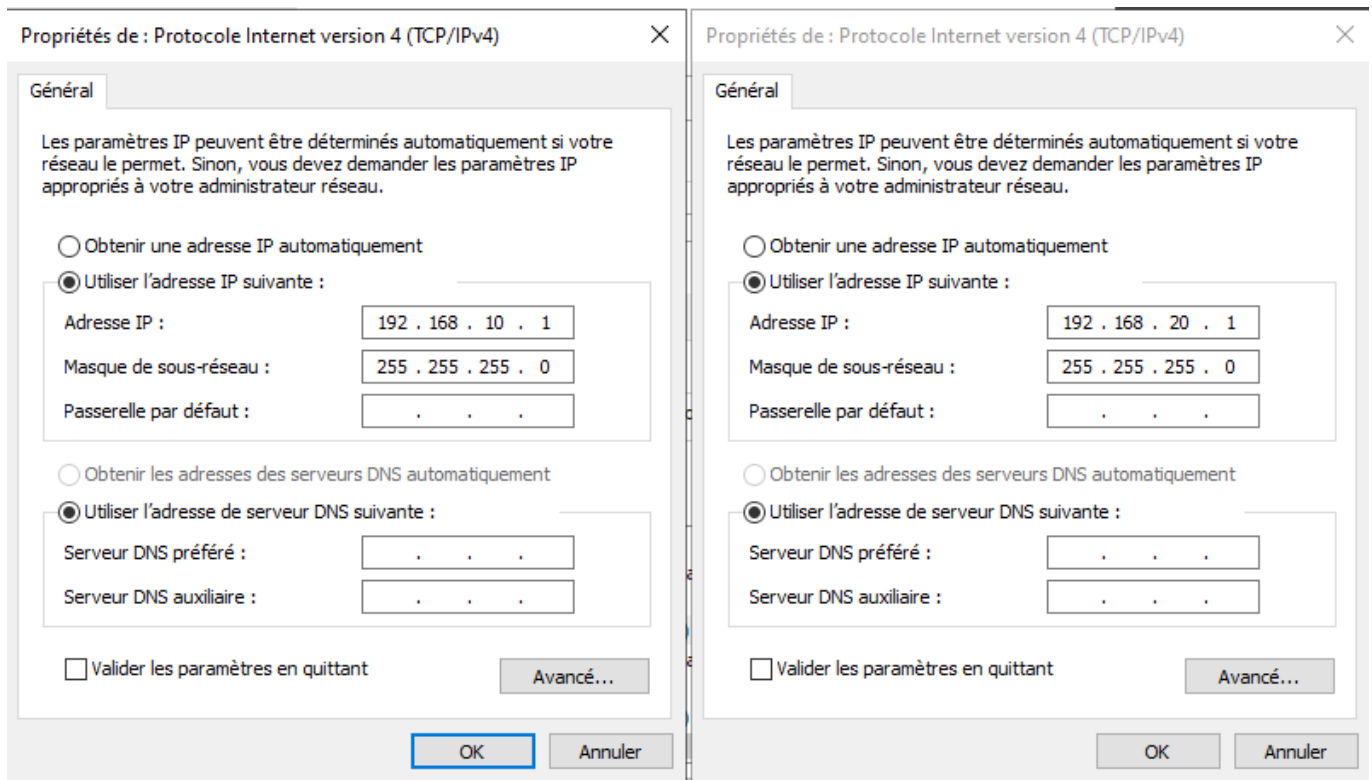 Propriétés de : Protocole Internet version 4 (TCP/IPv4)
Général
Les paramètres IP peuvent être déterminés automatiquement si votre
réseau le permet. Sinon, vous devez demander les paramètres IP
appropriés à votre administrateur réseau.
Obtenir une adresse IP automatiquement
Utiliser l'adresse IP suivante :
Adresse IP : 192 . 168 . 10 . 1
Masque de sous-réseau : 255 . 255 . 255 . 0
Passerelle par défaut : . . .
Obtenir les adresses des serveurs DNS automatiquement
Utiliser l'adresse de serveur DNS suivante :
Serveur DNS préféré : . . .
Serveur DNS auxiliaire : . . .
Valider les paramètres en quittant
Avancé...
OK Annuler
Propriétés de : Protocole Internet version 4 (TCP/IPv4)
Général
Les paramètres IP peuvent être déterminés automatiquement si votre
réseau le permet. Sinon, vous devez demander les paramètres IP
appropriés à votre administrateur réseau.
Obtenir une adresse IP automatiquement
Utiliser l'adresse IP suivante :
Adresse IP : 192 . 168 . 20 . 1
Masque de sous-réseau : 255 . 255 . 255 . 0
Passerelle par défaut : . . .
Obtenir les adresses des serveurs DNS automatiquement
Utiliser l'adresse de serveur DNS suivante :
Serveur DNS préféré : . . .
Serveur DNS auxiliaire : . . .
Valider les paramètres en quittant
Avancé...
OK Annuler